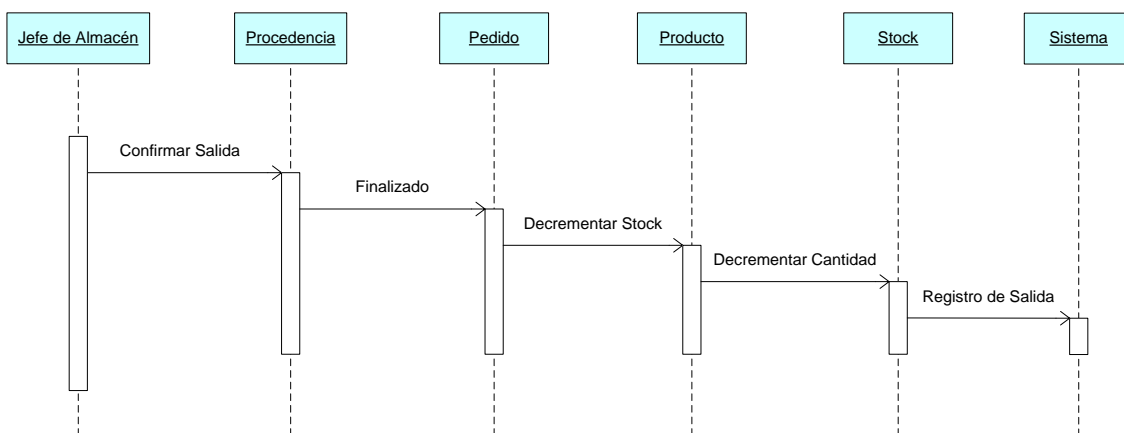 Jefe de Almacén
Procedencia
Pedido
Producto
Stock
Sistema
Confirmar Salida
Finalizado
Decrementar Stock
Decrementar Cantidad
Registro de Salida